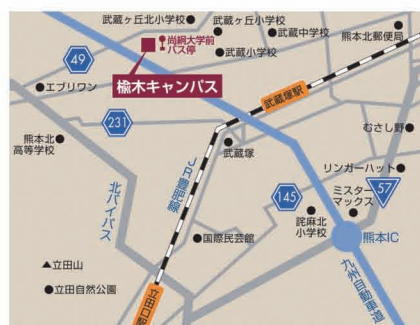 武蔵ヶ丘北小学校
武蔵ヶ丘小学校
武蔵中学校
熊本北郵便局
尚絅大学前
バス停
武蔵小学校
49
エブリワン
楡木キャンパス
武蔵塚駅
231
熊本北
高等学校
むさし野
武蔵塚
リンガーハット
JR豊肥線
57
145
ミスター
マックス
北バイパス
詫麻北
小学校
国際民芸館
熊本IC
立田山
立田自然公園
立田口駅
九州自動車道